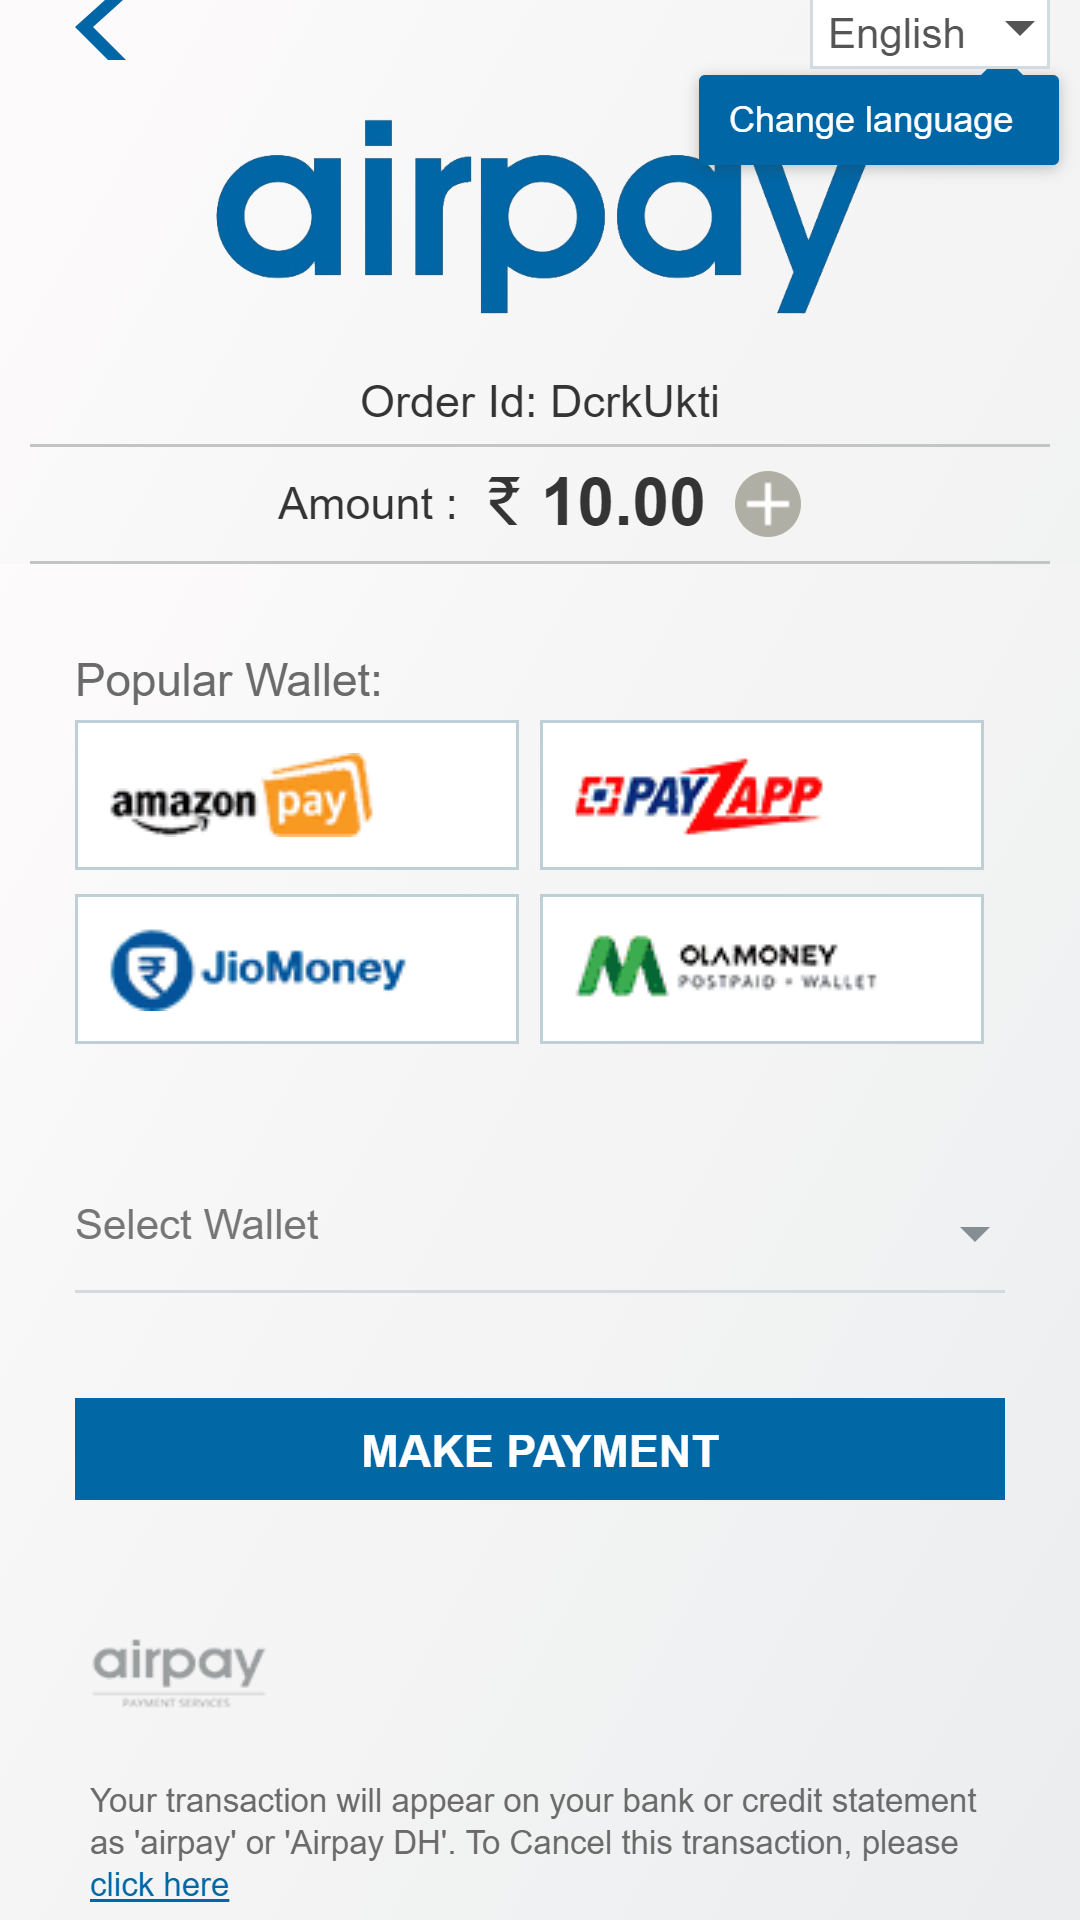 English
Change language
airpay
Order Id: DcrkUkti
Amount : ₹ 10.00
Popular Wallet:
amazon pay
PAYZAPP
JioMoney
OLAMONEY
POSTPAID + WALLET
Select Wallet
MAKE PAYMENT
airpay
PAYMENT SERVICES
Your transaction will appear on your bank or credit statement
as 'airpay' or 'Airpay DH'. To Cancel this transaction, please
click here